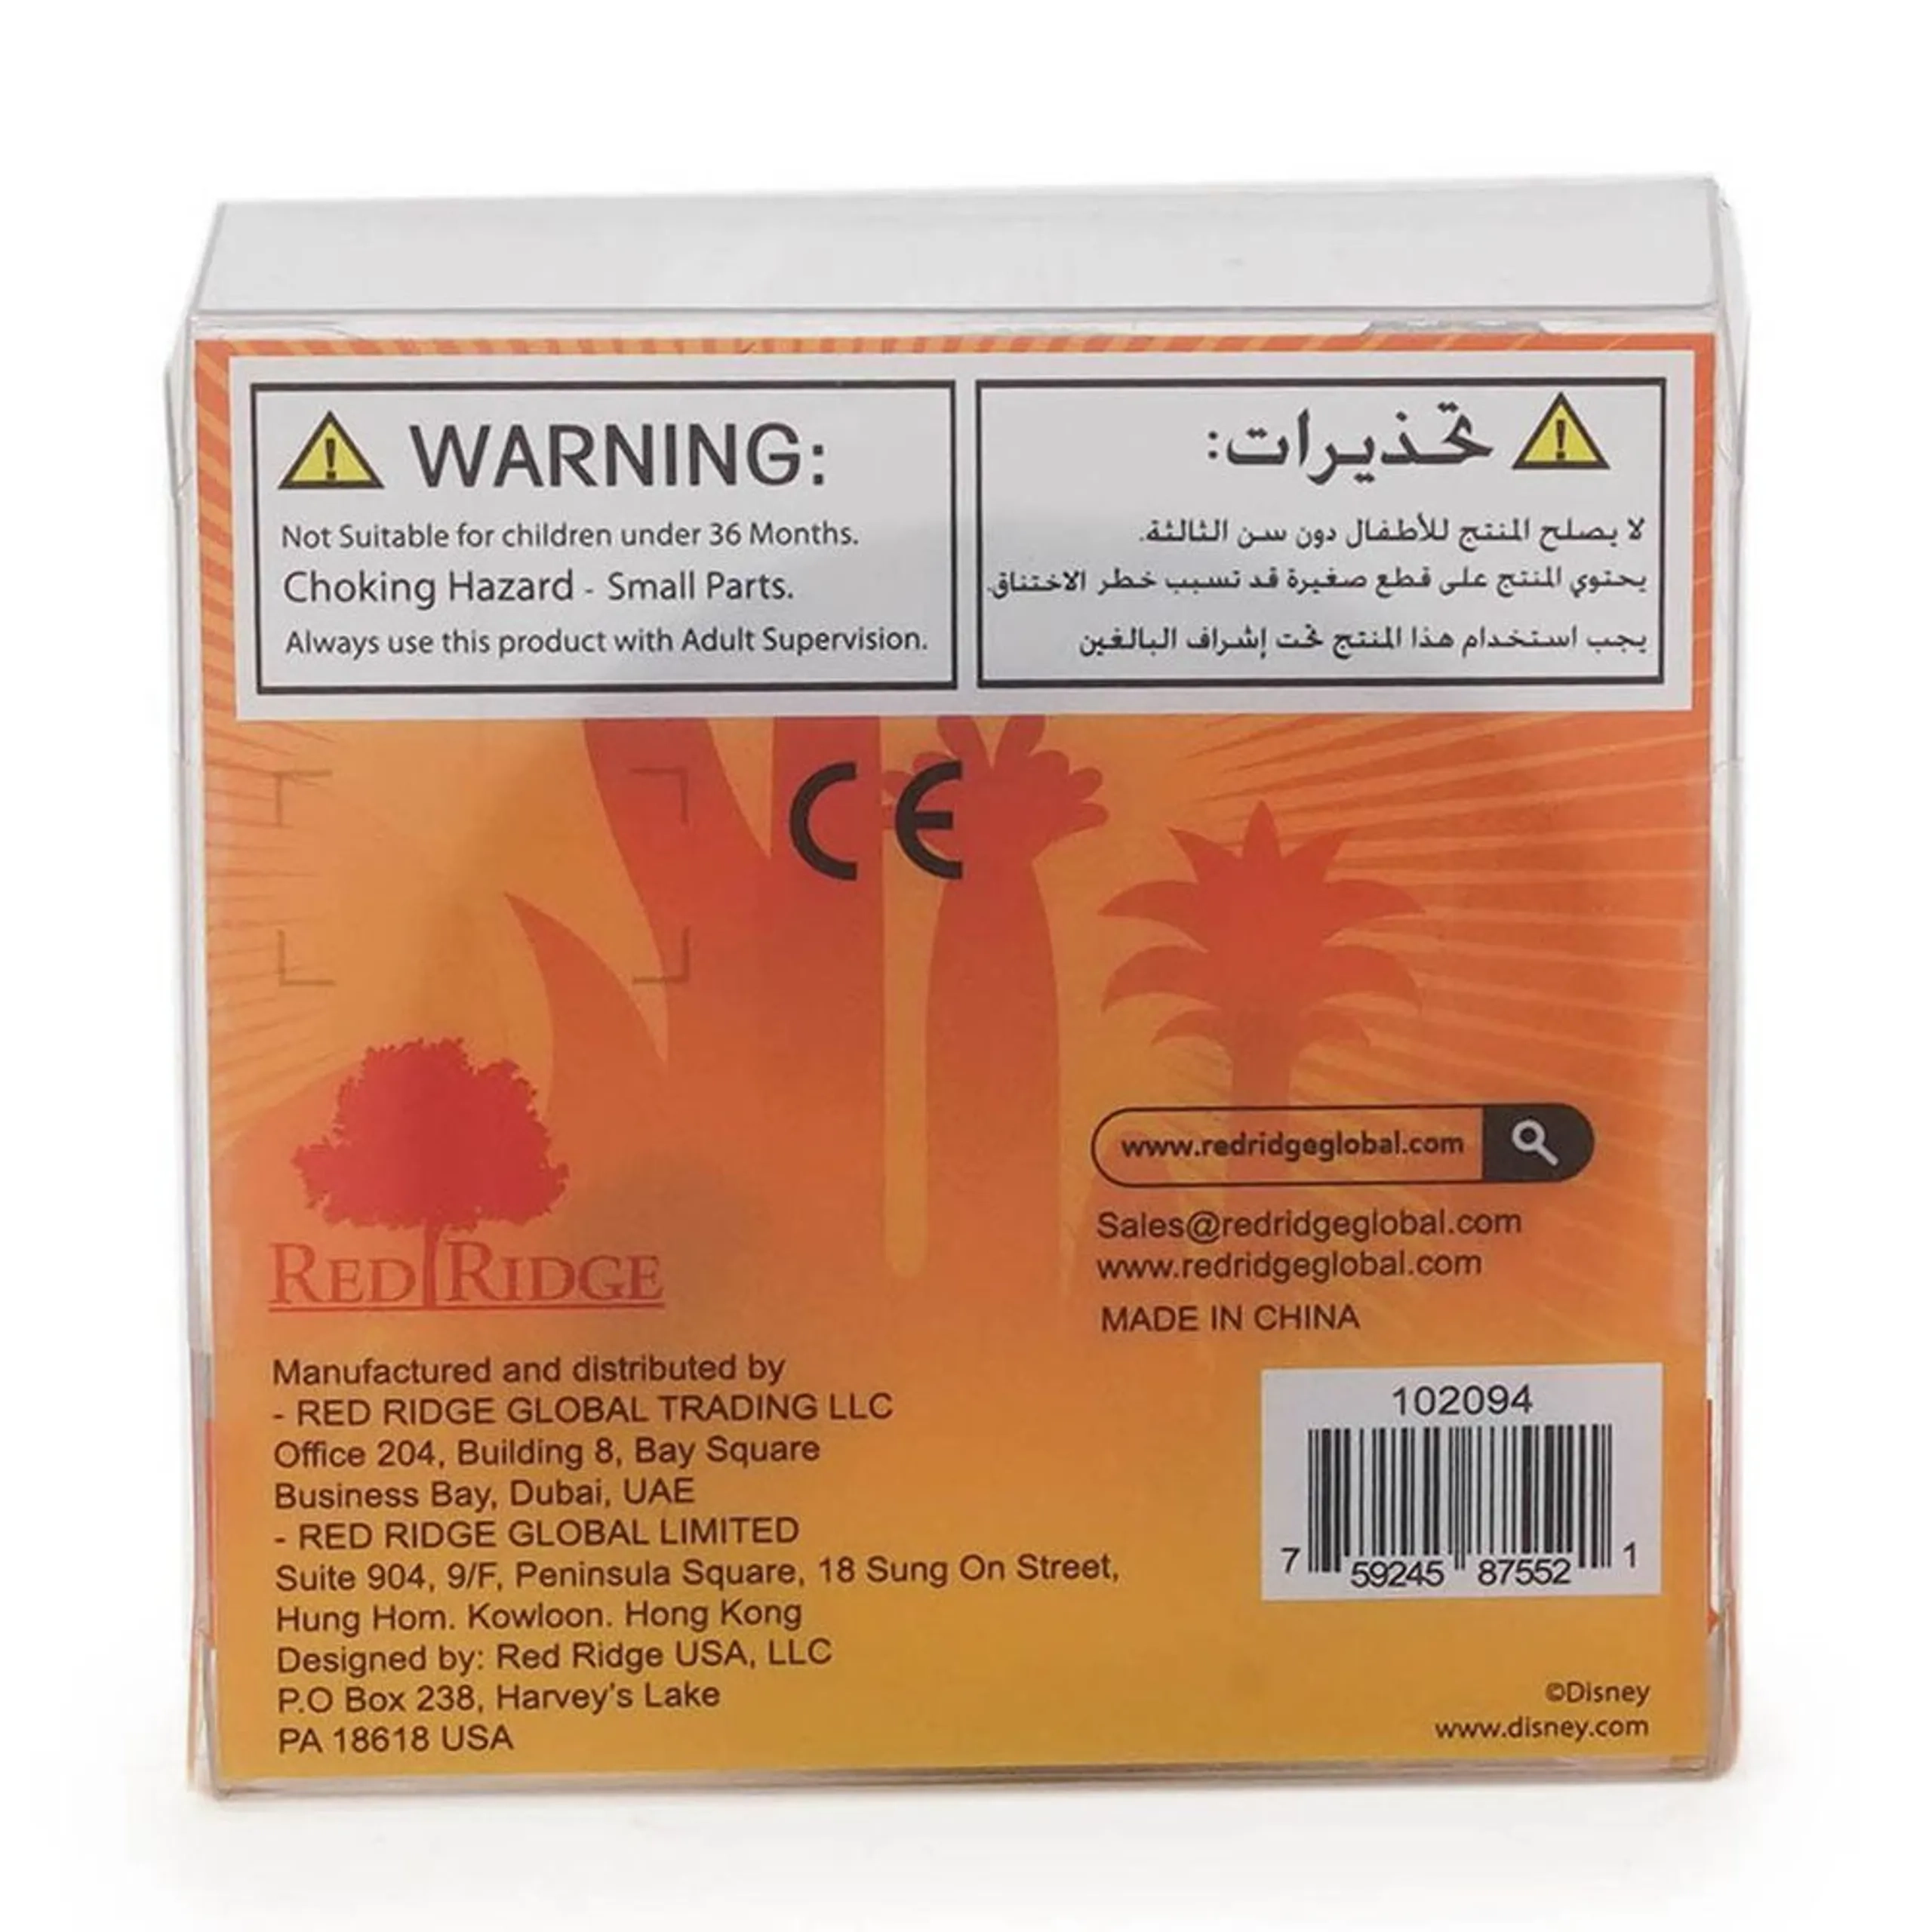 WARNING:
Not Suitable for children under 36 Months.
Choking Hazard - Small Parts.
Always use this product with Adult Supervision.
تحذيرات:
لا يصلح المنتج للأطفال دون سن الثالثة.
يحتوي المنتج على قطع صغيرة قد تسبب خطر الاختناق.
يجب استخدام هذا المنتج تحت إشراف البالغين
CE
RED RIDGE
www.redridgeglobal.com
Sales@redridgeglobal.com
www.redridgeglobal.com
MADE IN CHINA
Manufactured and distributed by
- RED RIDGE GLOBAL TRADING LLC
Office 204, Building 8, Bay Square
Business Bay, Dubai, UAE
- RED RIDGE GLOBAL LIMITED
Suite 904, 9/F, Peninsula Square, 18 Sung On Street,
Hung Hom. Kowloon. Hong Kong
Designed by: Red Ridge USA, LLC
P.O Box 238, Harvey's Lake
PA 18618 USA
102094
7 59245 87552 1
©Disney
www.disney.com